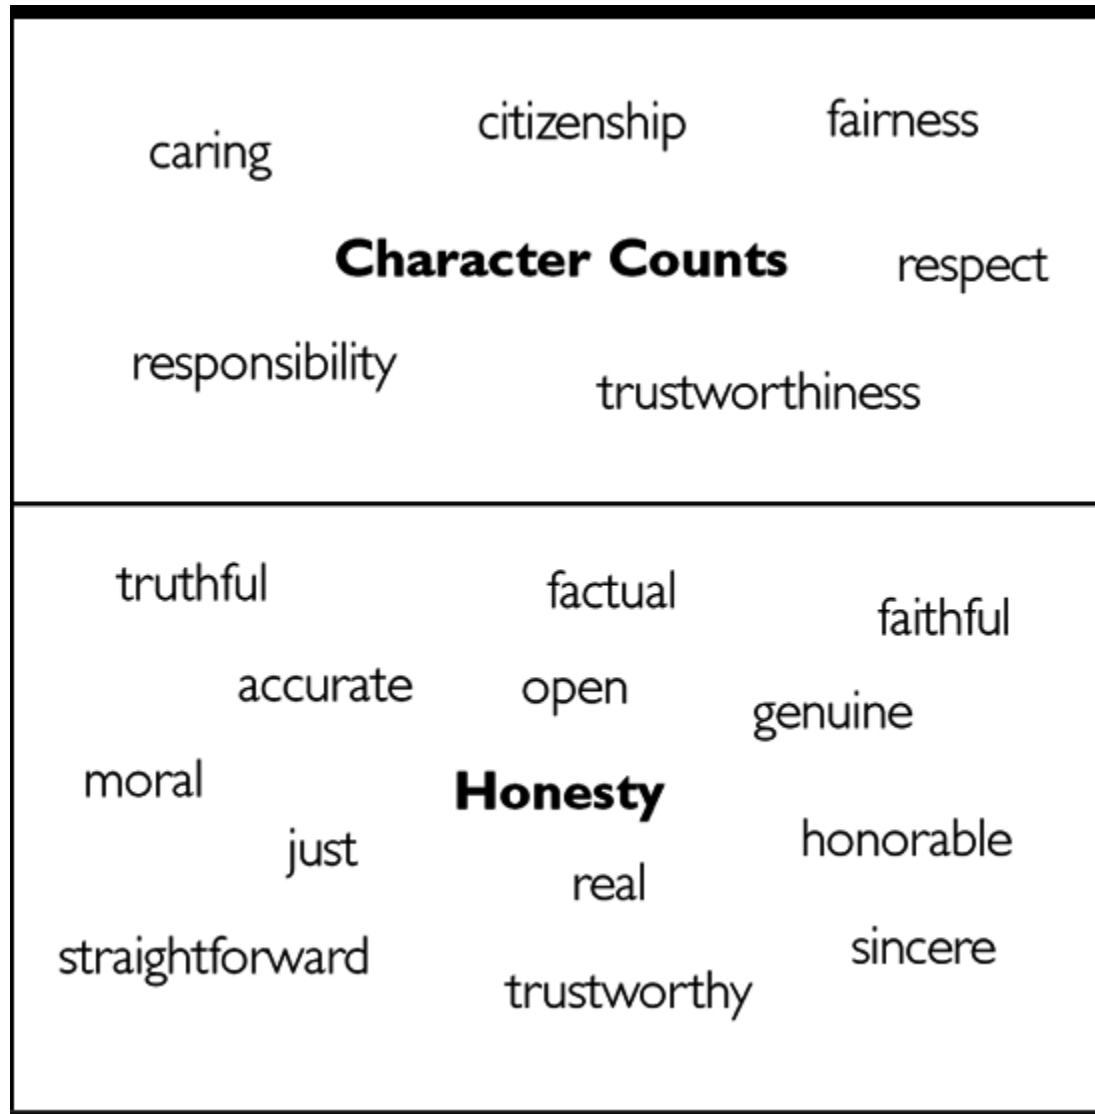 caring
citizenship
fairness
Character Counts
respect
responsibility
trustworthiness
truthful
factual
faithful
accurate
open
genuine
moral
Honesty
just
real
honorable
straightforward
trustworthy
sincere